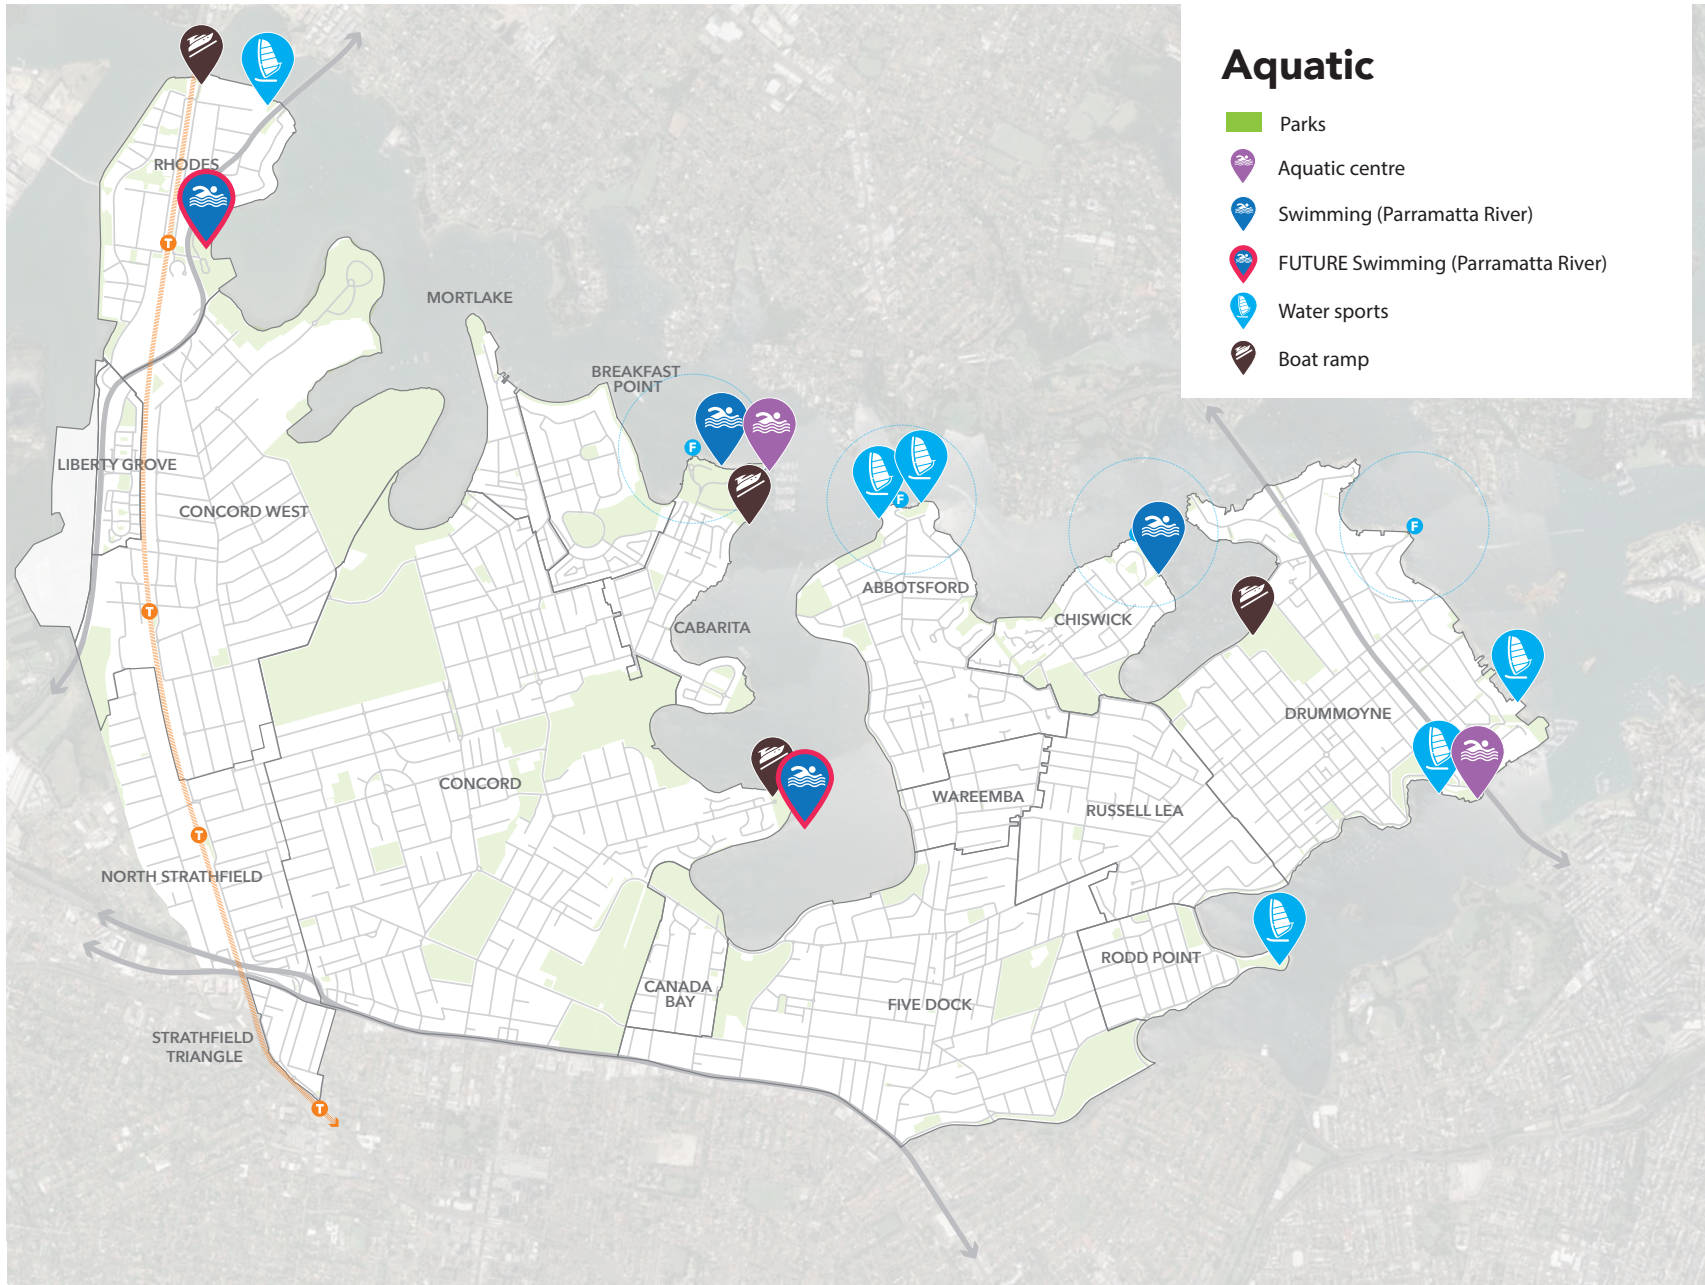 Aquatic
Parks
Aquatic centre
Swimming (Parramatta River)
FUTURE Swimming (Parramatta River)
Water sports
Boat ramp
RHODES
T
MORTLAKE
BREAKFAST
POINT
F
LIBERTY GROVE
CONCORD WEST
F
F
ABBOTSFORD
T
CHISWICK
CABARITA
DRUMMOYNE
CONCORD
WAREEMBA
RUSSELL LEA
T
NORTH STRATHFIELD
RODD POINT
CANADA
BAY
FIVE DOCK
STRATHFIELD
TRIANGLE
T